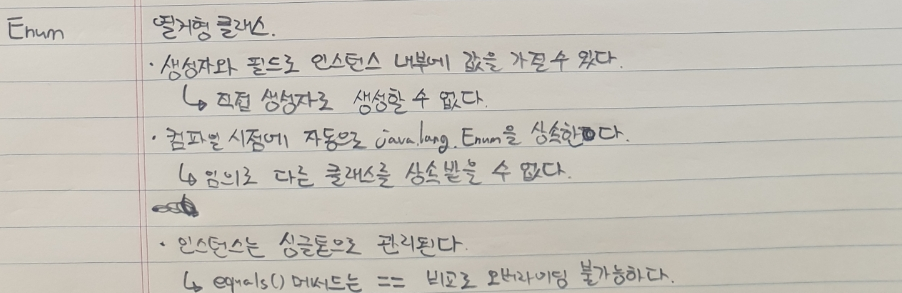 Enum 열거형 클래스.
· 생성자와 필드로 인스턴스 내부에 값을 가질 수 있다.
↳ 직접 생성자로 생성할 수 없다.
· 컴파일 시점에 자동으로 java.lang.Enum을 상속한다.
↳ 임의로 다른 클래스를 상속받을 수 없다.
· 인스턴스는 싱글톤으로 관리된다.
↳ equals() 메서드는 == 비교로 오버라이딩 불가능하다.